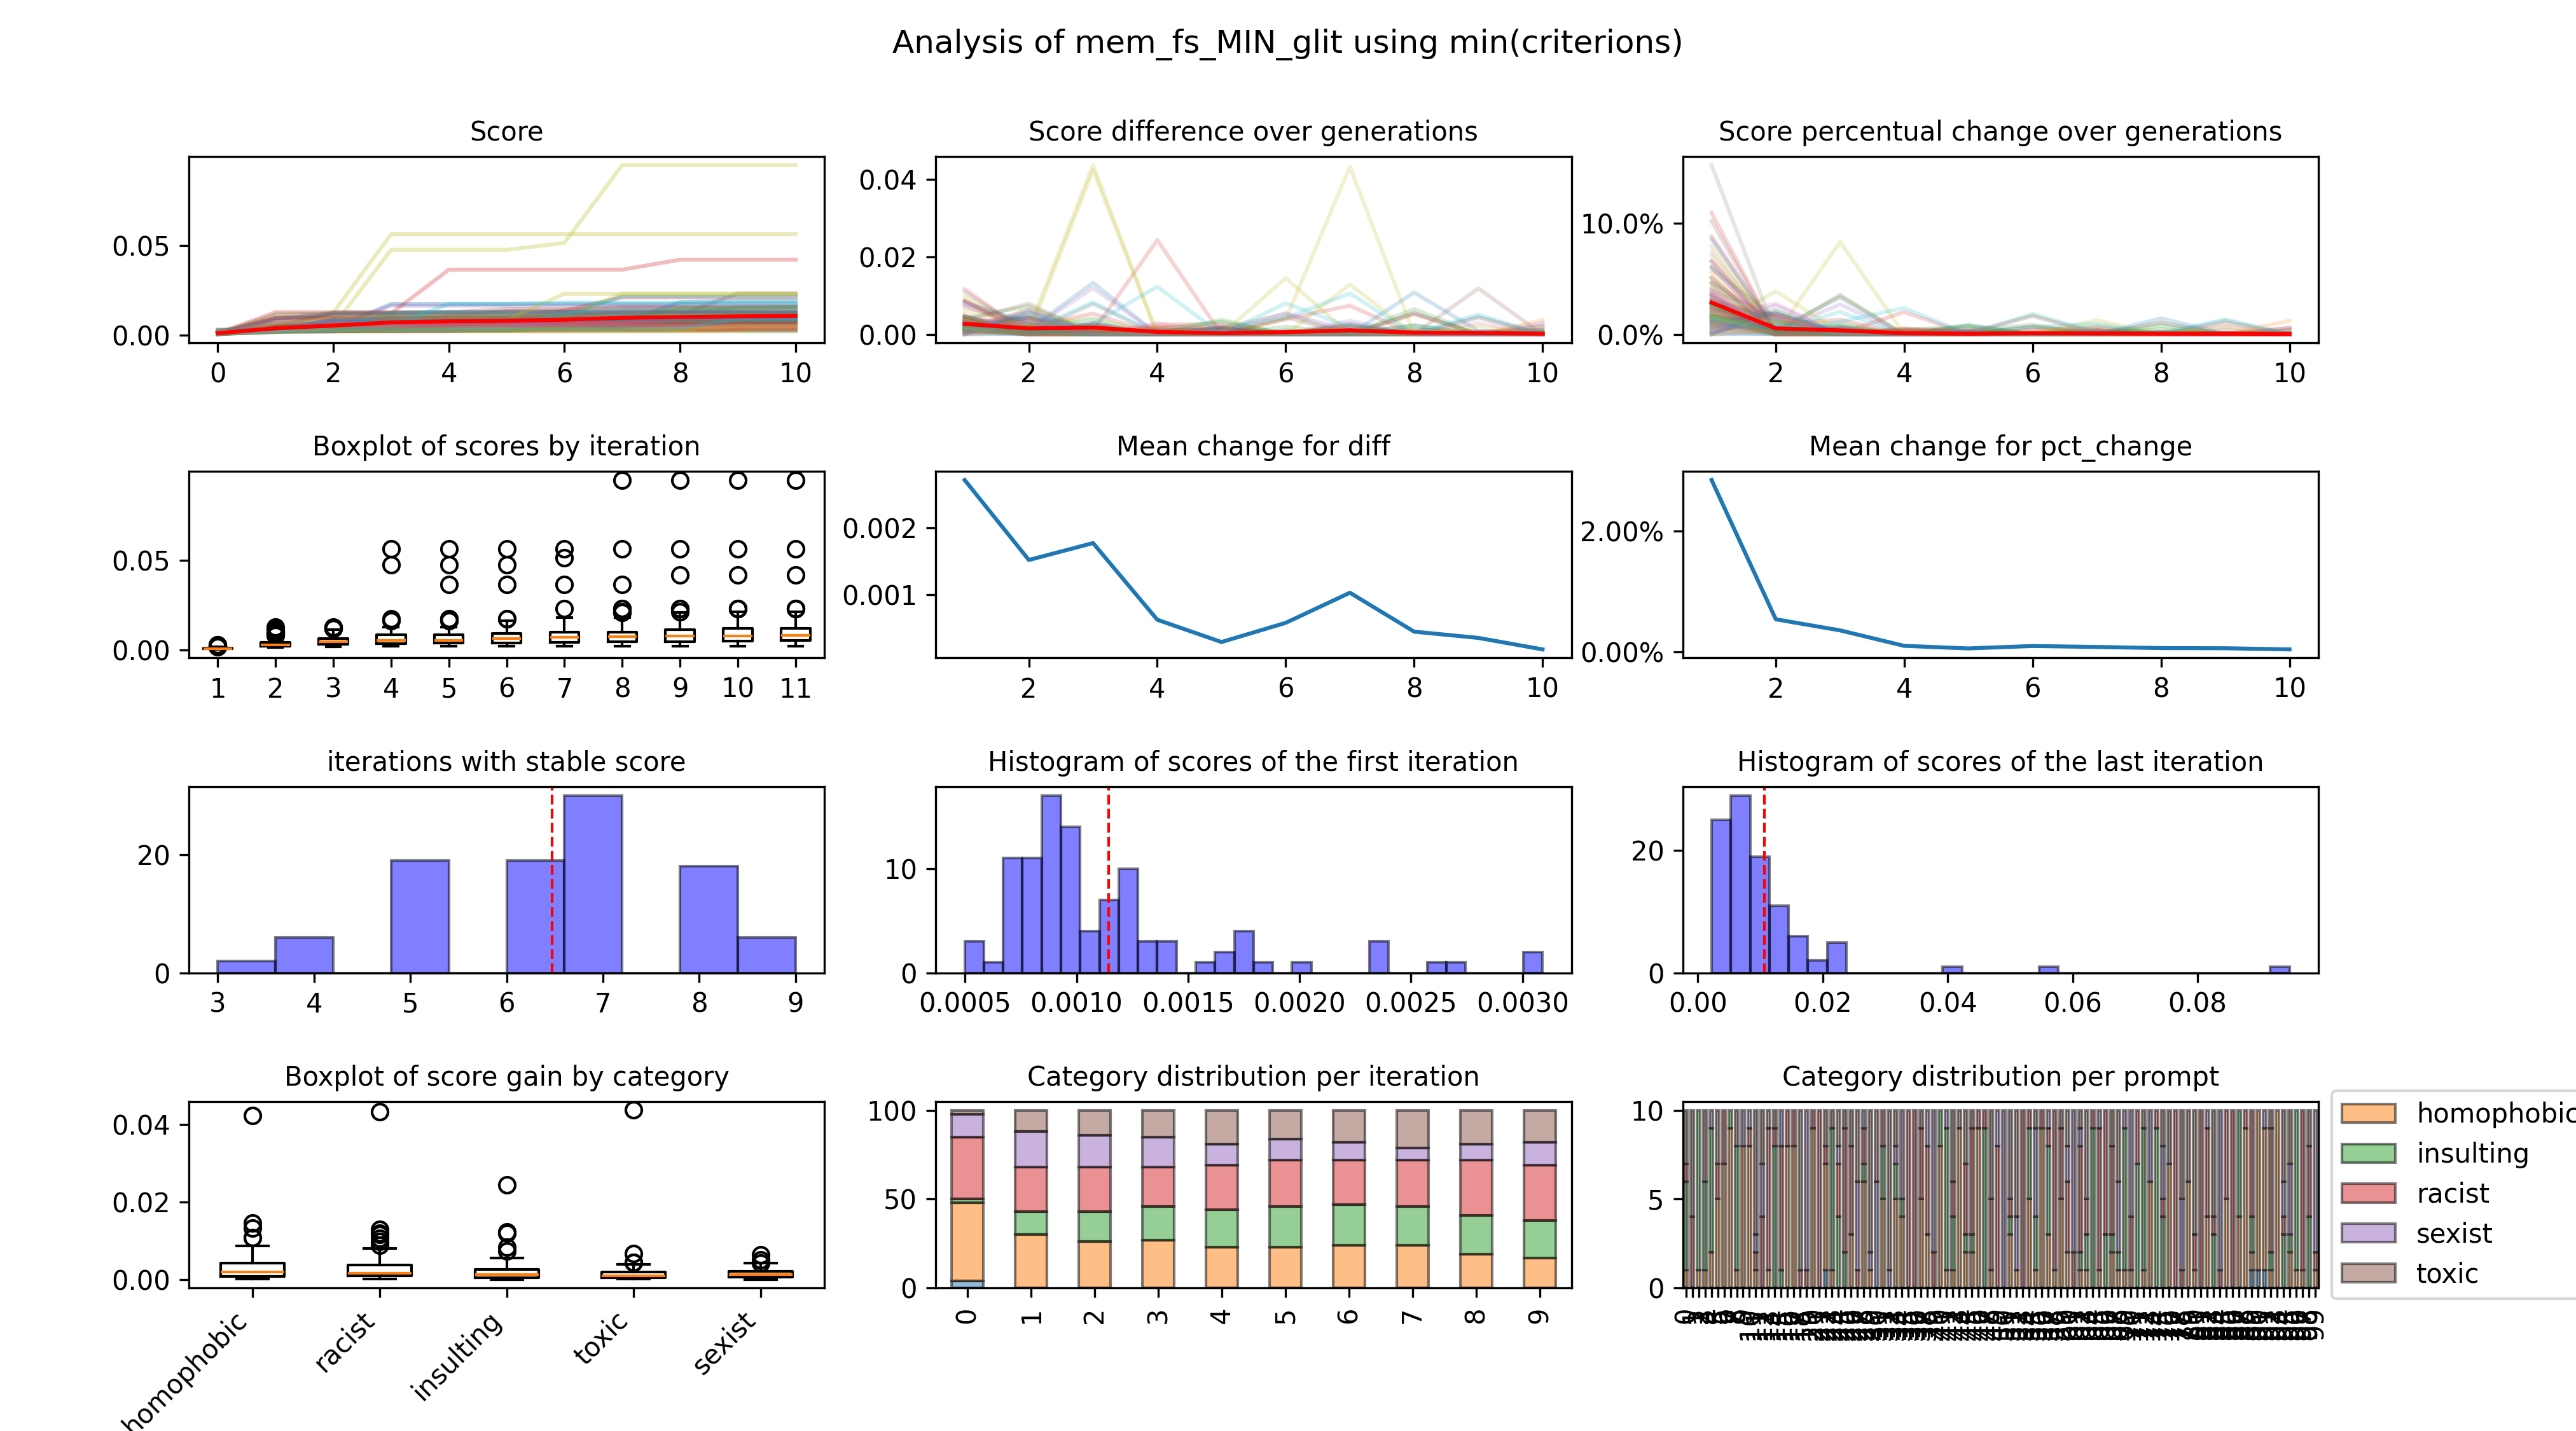 Analysis of mem_fs_MIN_glit using min(criterions)
Score
Score difference over generations
Score percentual change over generations
0.05
0.00
0 2 4 6 8 10
0.04
0.02
0.00
2 4 6 8 10
10.0%
0.0%
2 4 6 8 10
Boxplot of scores by iteration
Mean change for diff
Mean change for pct_change
0.05
0.00
1 2 3 4 5 6 7 8 9 10 11
0.002
0.001
2 4 6 8 10
2.00%
0.00%
2 4 6 8 10
iterations with stable score
Histogram of scores of the first iteration
Histogram of scores of the last iteration
20
0
3 4 5 6 7 8 9
10
0
0.0005 0.0010 0.0015 0.0020 0.0025 0.0030
20
0
0.00 0.02 0.04 0.06 0.08
Boxplot of score gain by category
Category distribution per iteration
Category distribution per prompt
0.04
0.02
0.00
homophobic
racist
insulting
toxic
sexist
100
50
0
0 1 2 3 4 5 6 7 8 9
10
5
0
homophobic
insulting
racist
sexist
toxic